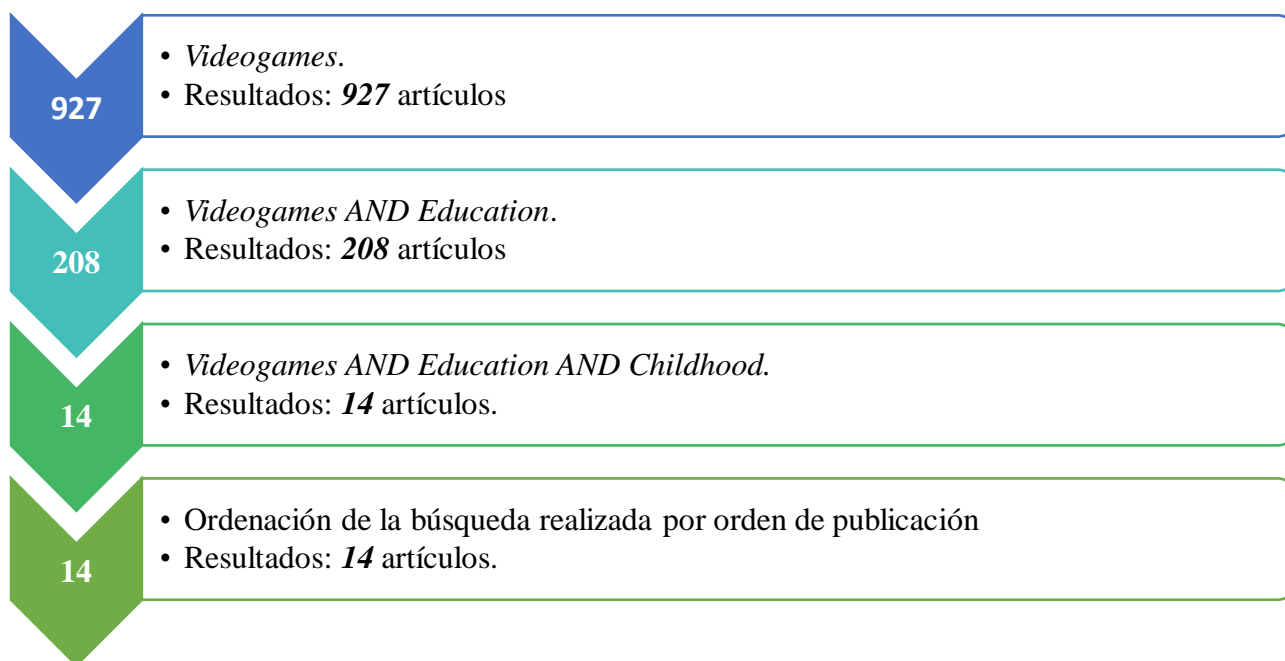 927
• Videogames.
• Resultados: 927 artículos
208
• Videogames AND Education.
• Resultados: 208 artículos
14
• Videogames AND Education AND Childhood.
• Resultados: 14 artículos.
14
• Ordenación de la búsqueda realizada por orden de publicación
• Resultados: 14 artículos.